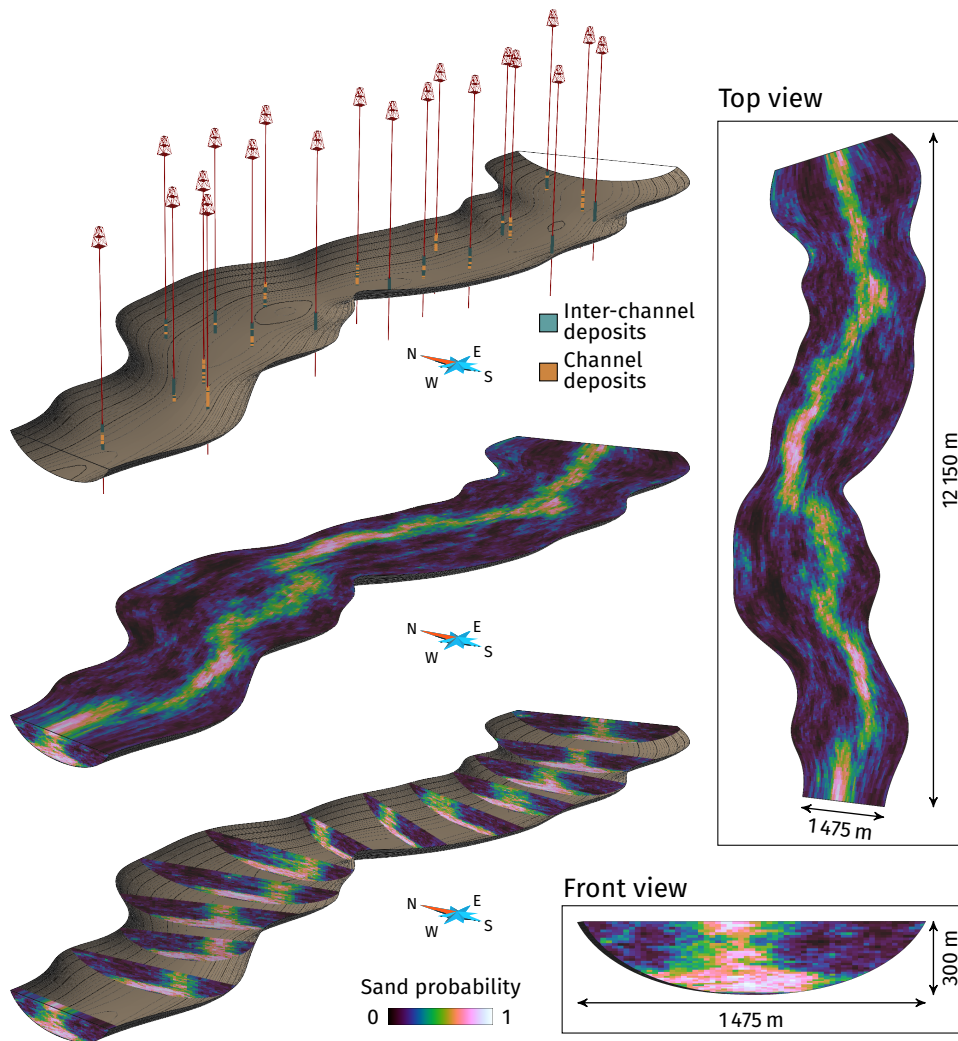 Top view
12 150 m
1 475 m
Inter-channel
deposits
Channel
deposits
N
E
W
S
N
E
W
S
N
E
W
S
Sand probability
0
1
Front view
300 m
1 475 m